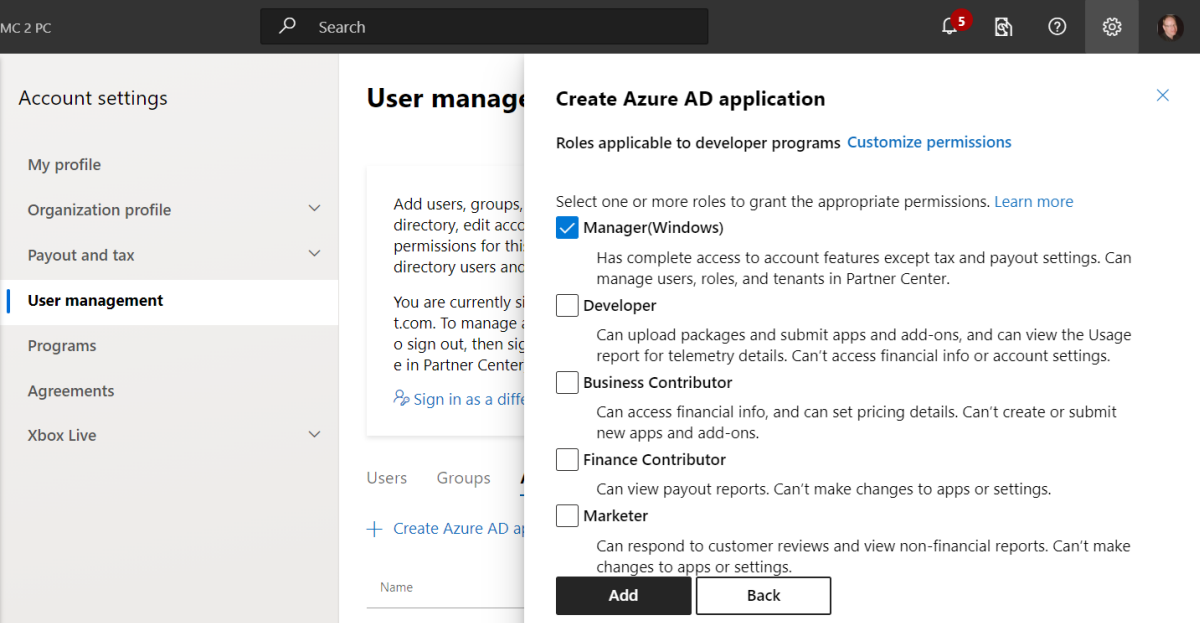 MC 2 PC
Search
5
Account settings
My profile
Organization profile
Payout and tax
User management
Programs
Agreements
Xbox Live
User manage
Add users, groups,
directory, edit acco
permissions for thi
directory users and
You are currently si
t.com. To manage a
o sign out, then sig
e in Partner Center
Sign in as a diffe
Users Groups A
Create Azure AD ap
Name
Create Azure AD application
Roles applicable to developer programs Customize permissions
Select one or more roles to grant the appropriate permissions. Learn more
Manager(Windows)
Has complete access to account features except tax and payout settings. Can
manage users, roles, and tenants in Partner Center.
Developer
Can upload packages and submit apps and add-ons, and can view the Usage
report for telemetry details. Can't access financial info or account settings.
Business Contributor
Can access financial info, and can set pricing details. Can't create or submit
new apps and add-ons.
Finance Contributor
Can view payout reports. Can't make changes to apps or settings.
Marketer
Can respond to customer reviews and view non-financial reports. Can't make
changes to apps or settings.
Add Back